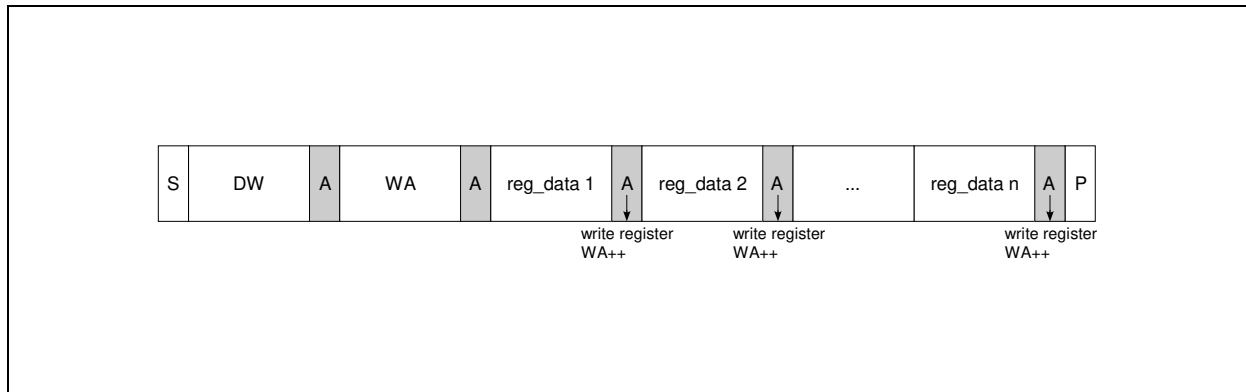 S DW A WA A reg_data 1 A reg_data 2 A ... reg_data n A P
write register write register write register
WA++ WA++ WA++